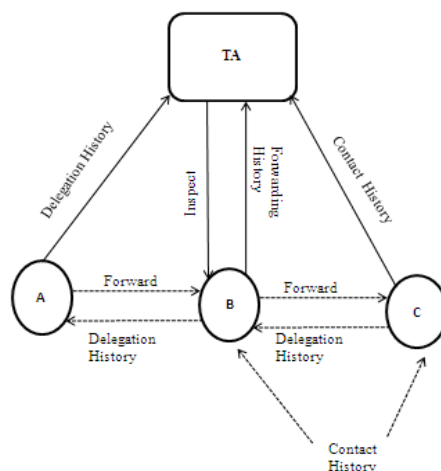 TA
Delegation History
Inspect
Forwarding
History
Contact History
A
Forward
B
Forward
C
Delegation
History
Delegation
History
Contact
History